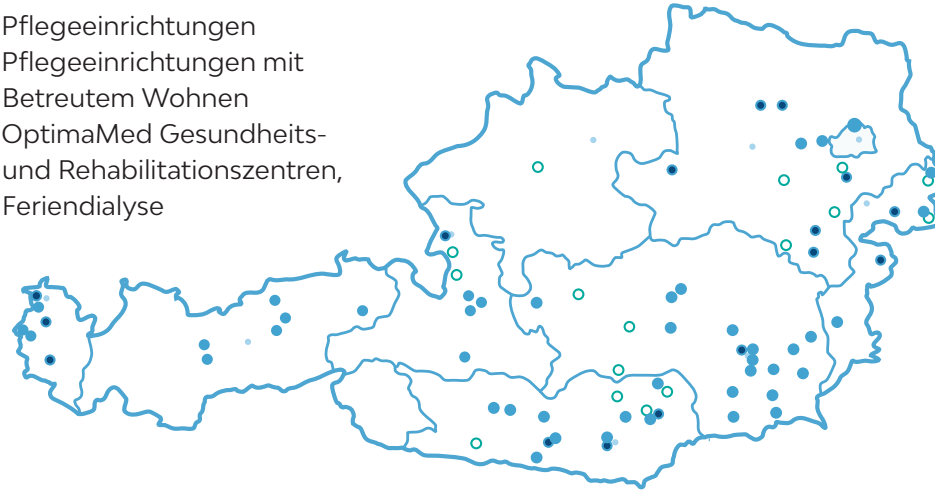 Pflegeeinrichtungen
Pflegeeinrichtungen mit
Betreutem Wohnen
OptimaMed Gesundheits-
und Rehabilitationszentren,
Feriendialyse